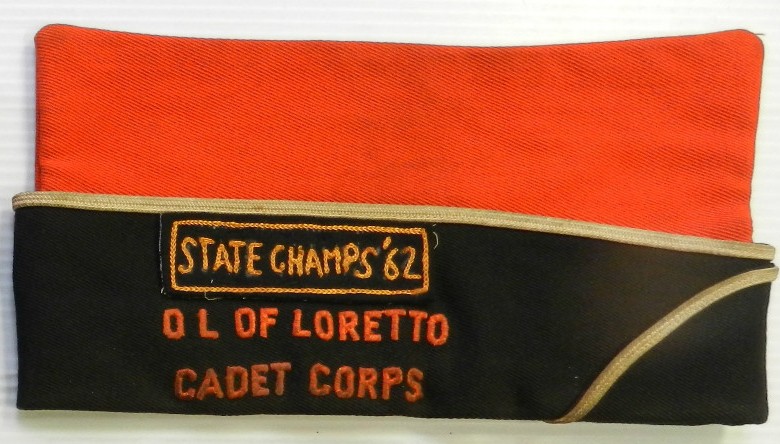 STATE CHAMPS '62
O L OF LORETTO
CADET CORPS